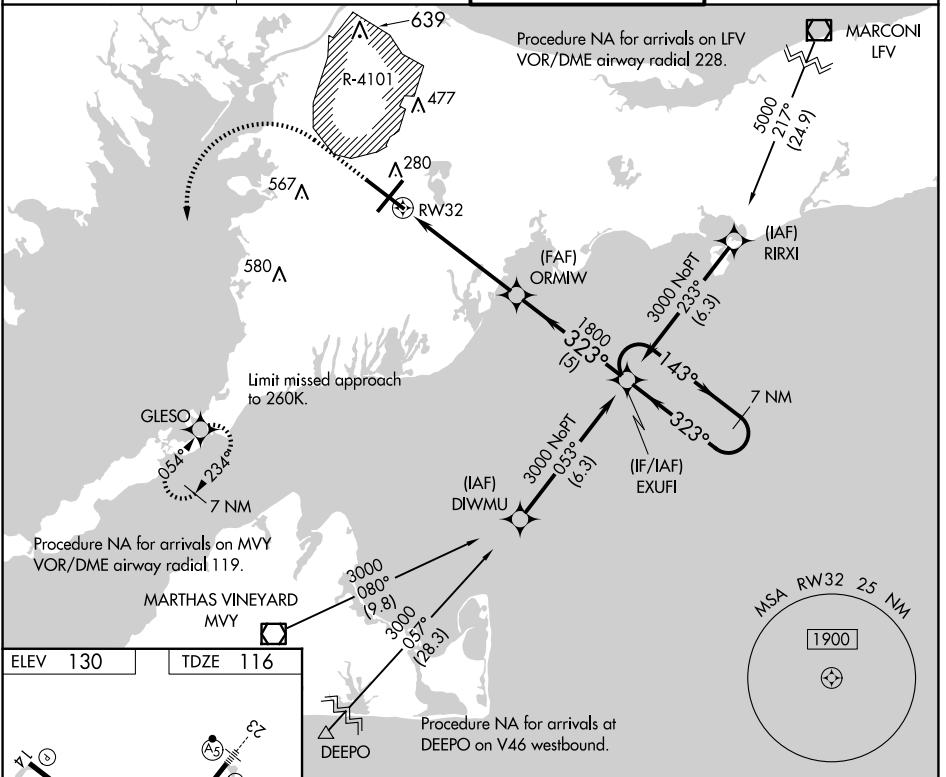 639
Procedure NA for arrivals on LFV
VOR/DME airway radial 228.
MARCONI
LFV
R-4101
477
5000
217°
(24.9)
280
567
RW32
(IAF)
RIRXI
580
(FAF)
ORMIW
3000 NoPT
233°
(6.3)
1800
323°
(5)
143°
Limit missed approach
to 260K.
7 NM
GLESO
323°
054°
234°
7 NM
3000 NoPT
053°
(6.3)
(IF/IAF)
EXUFI
(IAF)
DIWMU
Procedure NA for arrivals on MVY
VOR/DME airway radial 119.
3000
080°
(9.8)
MARTHAS VINEYARD
MVY
3000
057°
(28.3)
MSA RW32 25 NM
1900
ELEV 130
TDZE 116
Procedure NA for arrivals at
DEEPO on V46 westbound.
DEEPO
14
P
A5
23